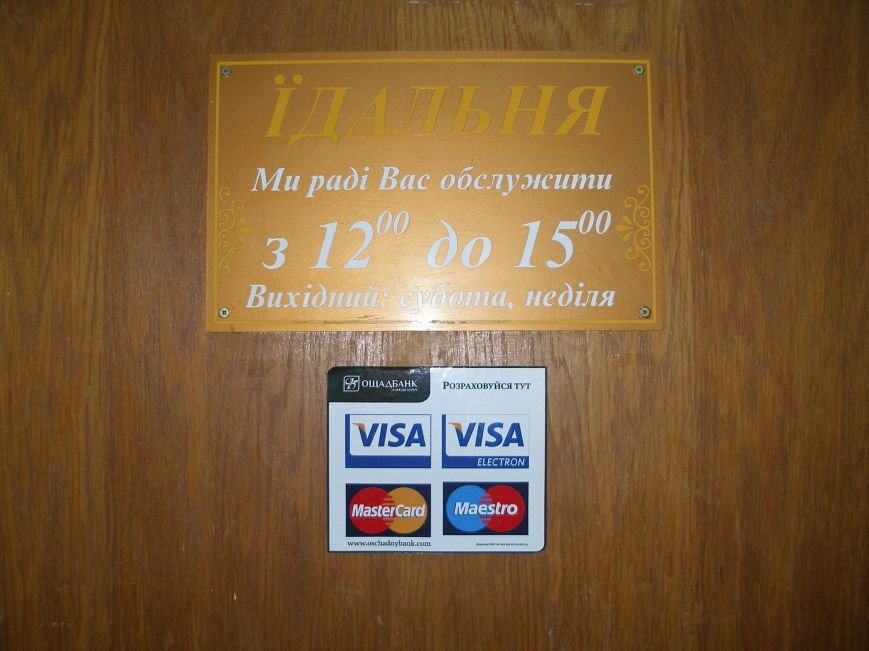 ЇДАЛЬНЯ
Ми раді Вас обслужити
з 12⁰⁰ до 15⁰⁰
Вихідний: субота, неділя
ОЩАДБАНК
РОЗРАХОВУЙСЯ ТУТ
VISA
VISA
ELECTRON
MasterCard
Maestro
www.oschadnybank.com